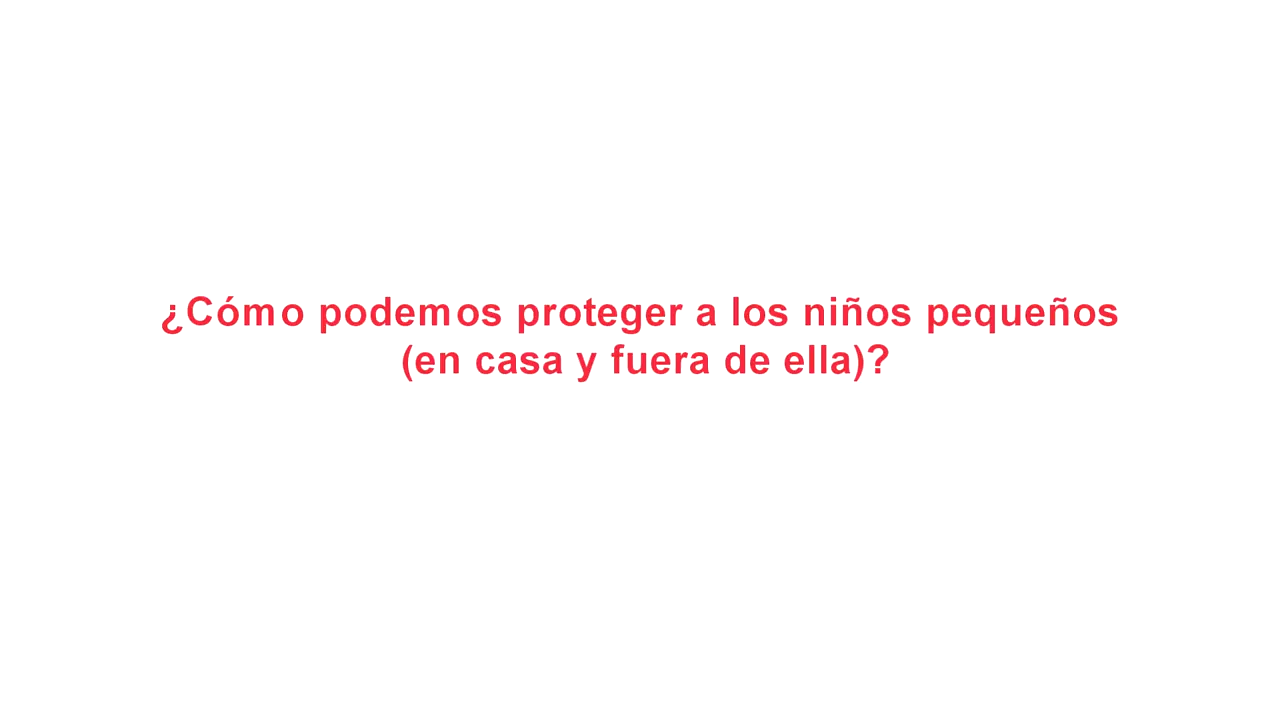 ¿Cómo podemos proteger a los niños pequeños
(en casa y fuera de ella)?